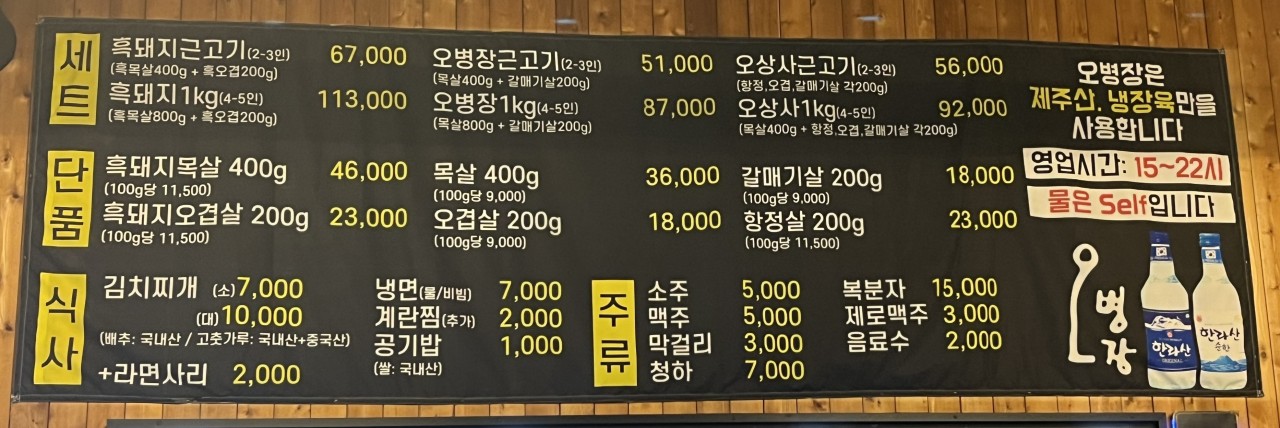 세트
흑돼지근고기(2-3인) 67,000
(흑목살400g + 흑오겹200g)
흑돼지1kg(4-5인) 113,000
(흑목살800g + 흑오겹200g)
오병장근고기(2-3인) 51,000
(목살400g + 갈매기살200g)
오병장1kg(4-5인) 87,000
(목살800g + 갈매기살200g)
오상사근고기(2-3인) 56,000
(항정,오겹,갈매기살 각200g)
오상사1kg(4-5인) 92,000
(목살400g + 항정,오겹,갈매기살 각200g)
단품
흑돼지목살 400g 46,000
(100g당 11,500)
흑돼지오겹살 200g 23,000
(100g당 11,500)
목살 400g 36,000
(100g당 9,000)
오겹살 200g 18,000
(100g당 9,000)
갈매기살 200g 18,000
(100g당 9,000)
항정살 200g 23,000
(100g당 11,500)
식사
김치찌개 (소)7,000
(대)10,000
(배추: 국내산 / 고춧가루: 국내산+중국산)
+라면사리 2,000
냉면(물/비빔) 7,000
계란찜(추가) 2,000
공기밥 1,000
(쌀: 국내산)
주류
소주 5,000
맥주 5,000
막걸리 3,000
청하 7,000
복분자 15,000
제로맥주 3,000
음료수 2,000
오병장은
제주산. 냉장육만을
사용합니다
영업시간: 15~22시
물은 Self입니다
오병장
한라산
ORIGINAL
한라산
순한